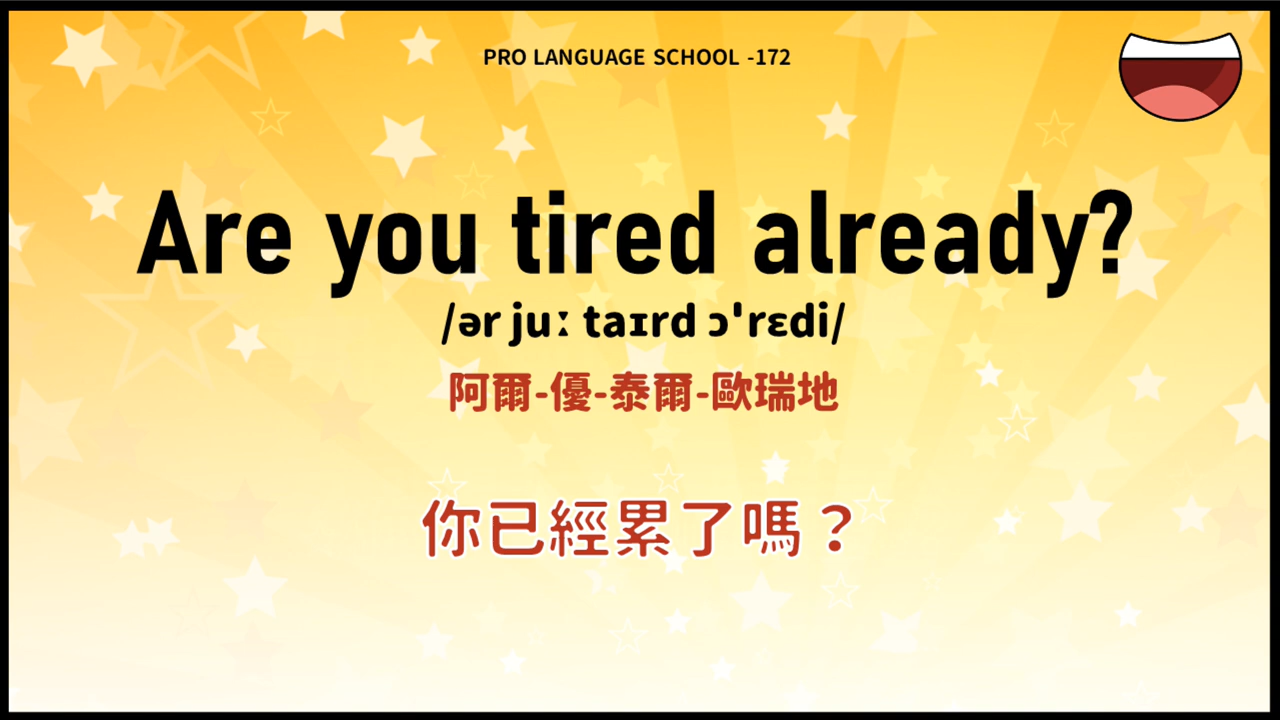 PRO LANGUAGE SCHOOL -172
Are you tired already?
/ər juː taɪrd ɔˈrɛdi/
阿爾-優-泰爾-歐瑞地
你已經累了嗎？